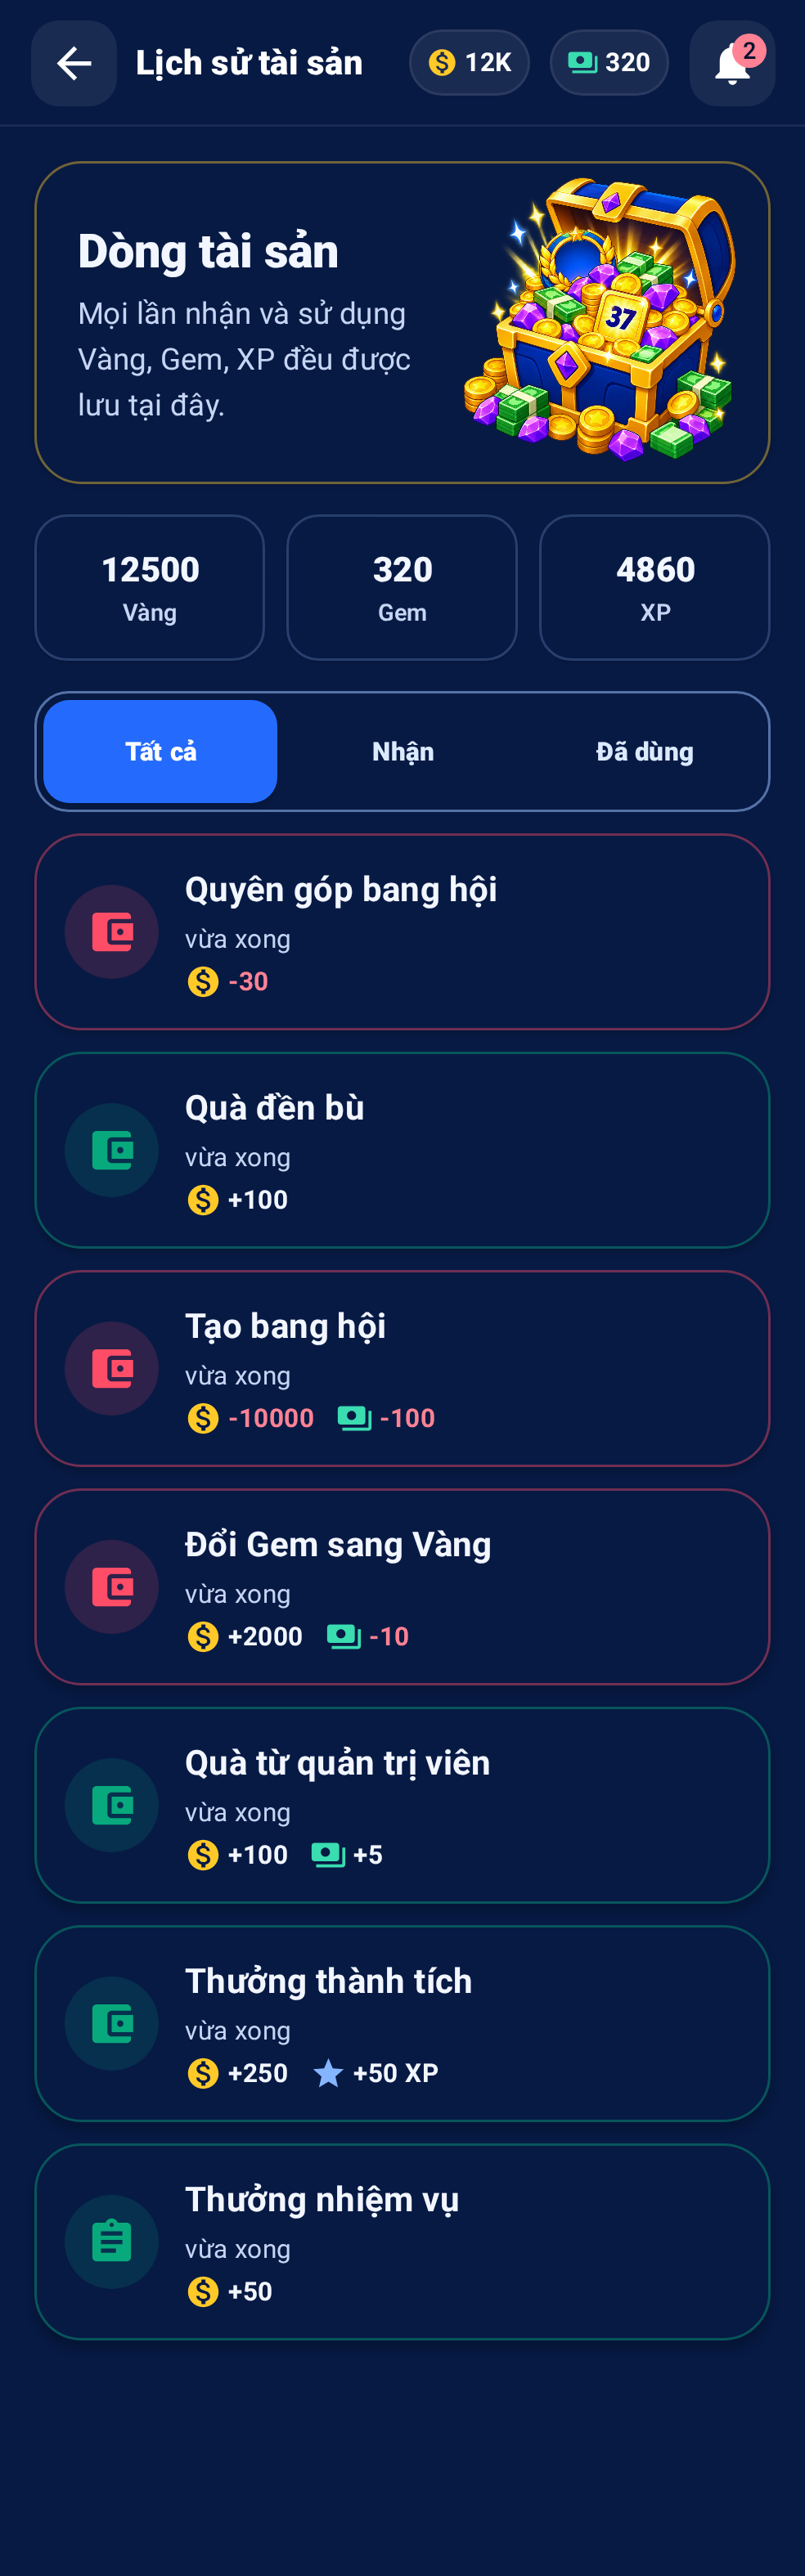 Lịch sử tài sản
12K
320
2
Dòng tài sản
Mọi lần nhận và sử dụng
Vàng, Gem, XP đều được
lưu tại đây.
37
12500
Vàng
320
Gem
4860
XP
Tất cả
Nhận
Đã dùng
Quyên góp bang hội
vừa xong
-30
Quà đền bù
vừa xong
+100
Tạo bang hội
vừa xong
-10000 -100
Đổi Gem sang Vàng
vừa xong
+2000 -10
Quà từ quản trị viên
vừa xong
+100 +5
Thưởng thành tích
vừa xong
+250 +50 XP
Thưởng nhiệm vụ
vừa xong
+50